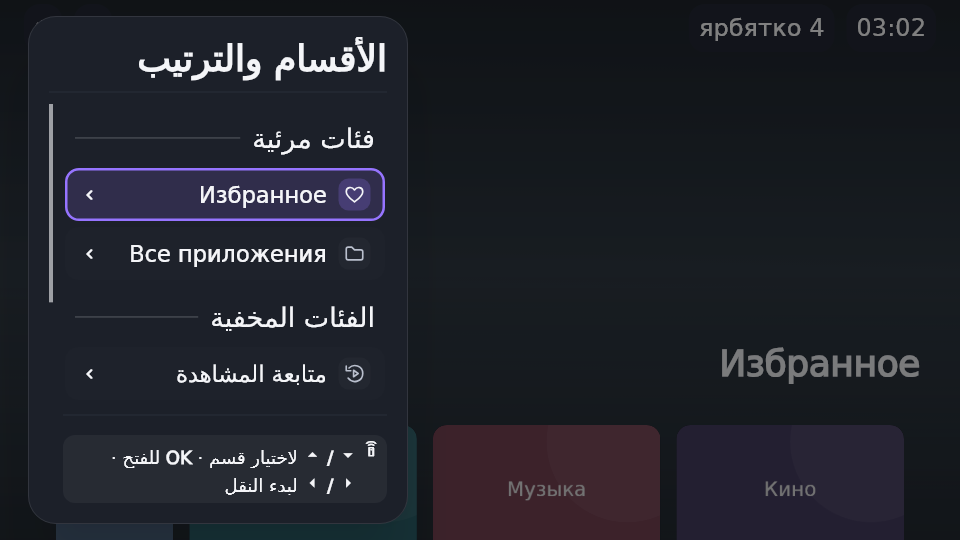 ярбятко 4 03:02
الأقسام والترتيب
فئات مرئية
Избранное
Все приложения
الفئات المخفية
متابعة المشاهدة
/ لاختيار قسم · OK للفتح ·
/ لبدء النقل
Избранное
Кино
Музыка